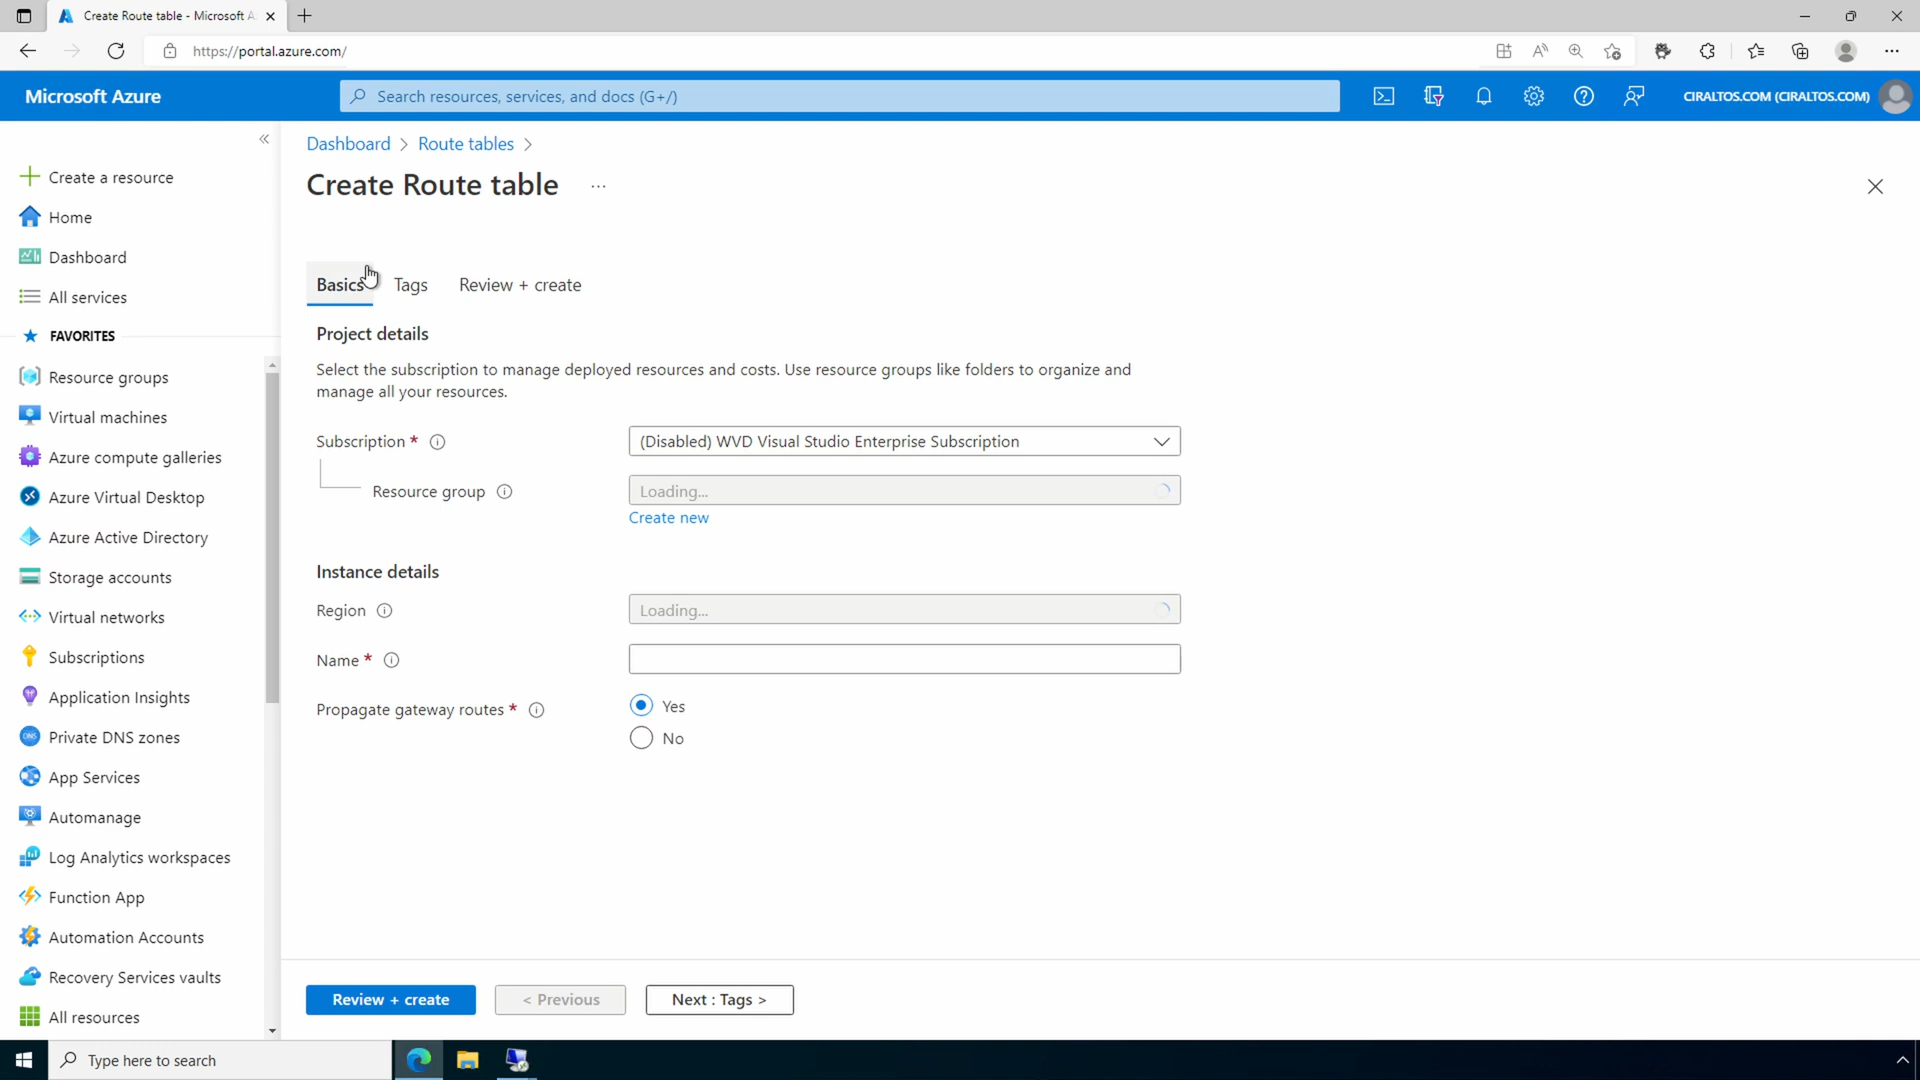 Create Route table - Microsoft A
https://portal.azure.com/
Microsoft Azure
Search resources, services, and docs (G+/)
CIRALTOS.COM (CIRALTOS.COM)
Dashboard > Route tables >
Create Route table ...
Create a resource
Home
Dashboard
All services
FAVORITES
Resource groups
Virtual machines
Azure compute galleries
Azure Virtual Desktop
Azure Active Directory
Storage accounts
Virtual networks
Subscriptions
Application Insights
Private DNS zones
App Services
Automanage
Log Analytics workspaces
Function App
Automation Accounts
Recovery Services vaults
All resources
Basics Tags Review + create
Project details
Select the subscription to manage deployed resources and costs. Use resource groups like folders to organize and
manage all your resources.
Subscription * (Disabled) WVD Visual Studio Enterprise Subscription
Resource group Loading...
Create new
Instance details
Region Loading...
Name *
Propagate gateway routes * Yes
No
Review + create < Previous Next : Tags >
Type here to search